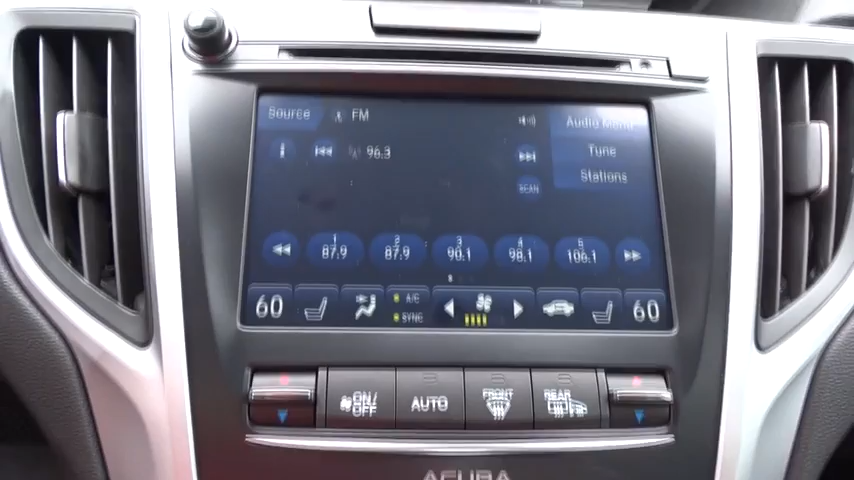 Source FM Audio Menu
96.3 Tune
SCAN Stations
1 2 3 4 5
87.9 87.9 90.1 98.1 106.1
60 A/C 60
SYNC
ON/OFF AUTO FRONT REAR
ACURA